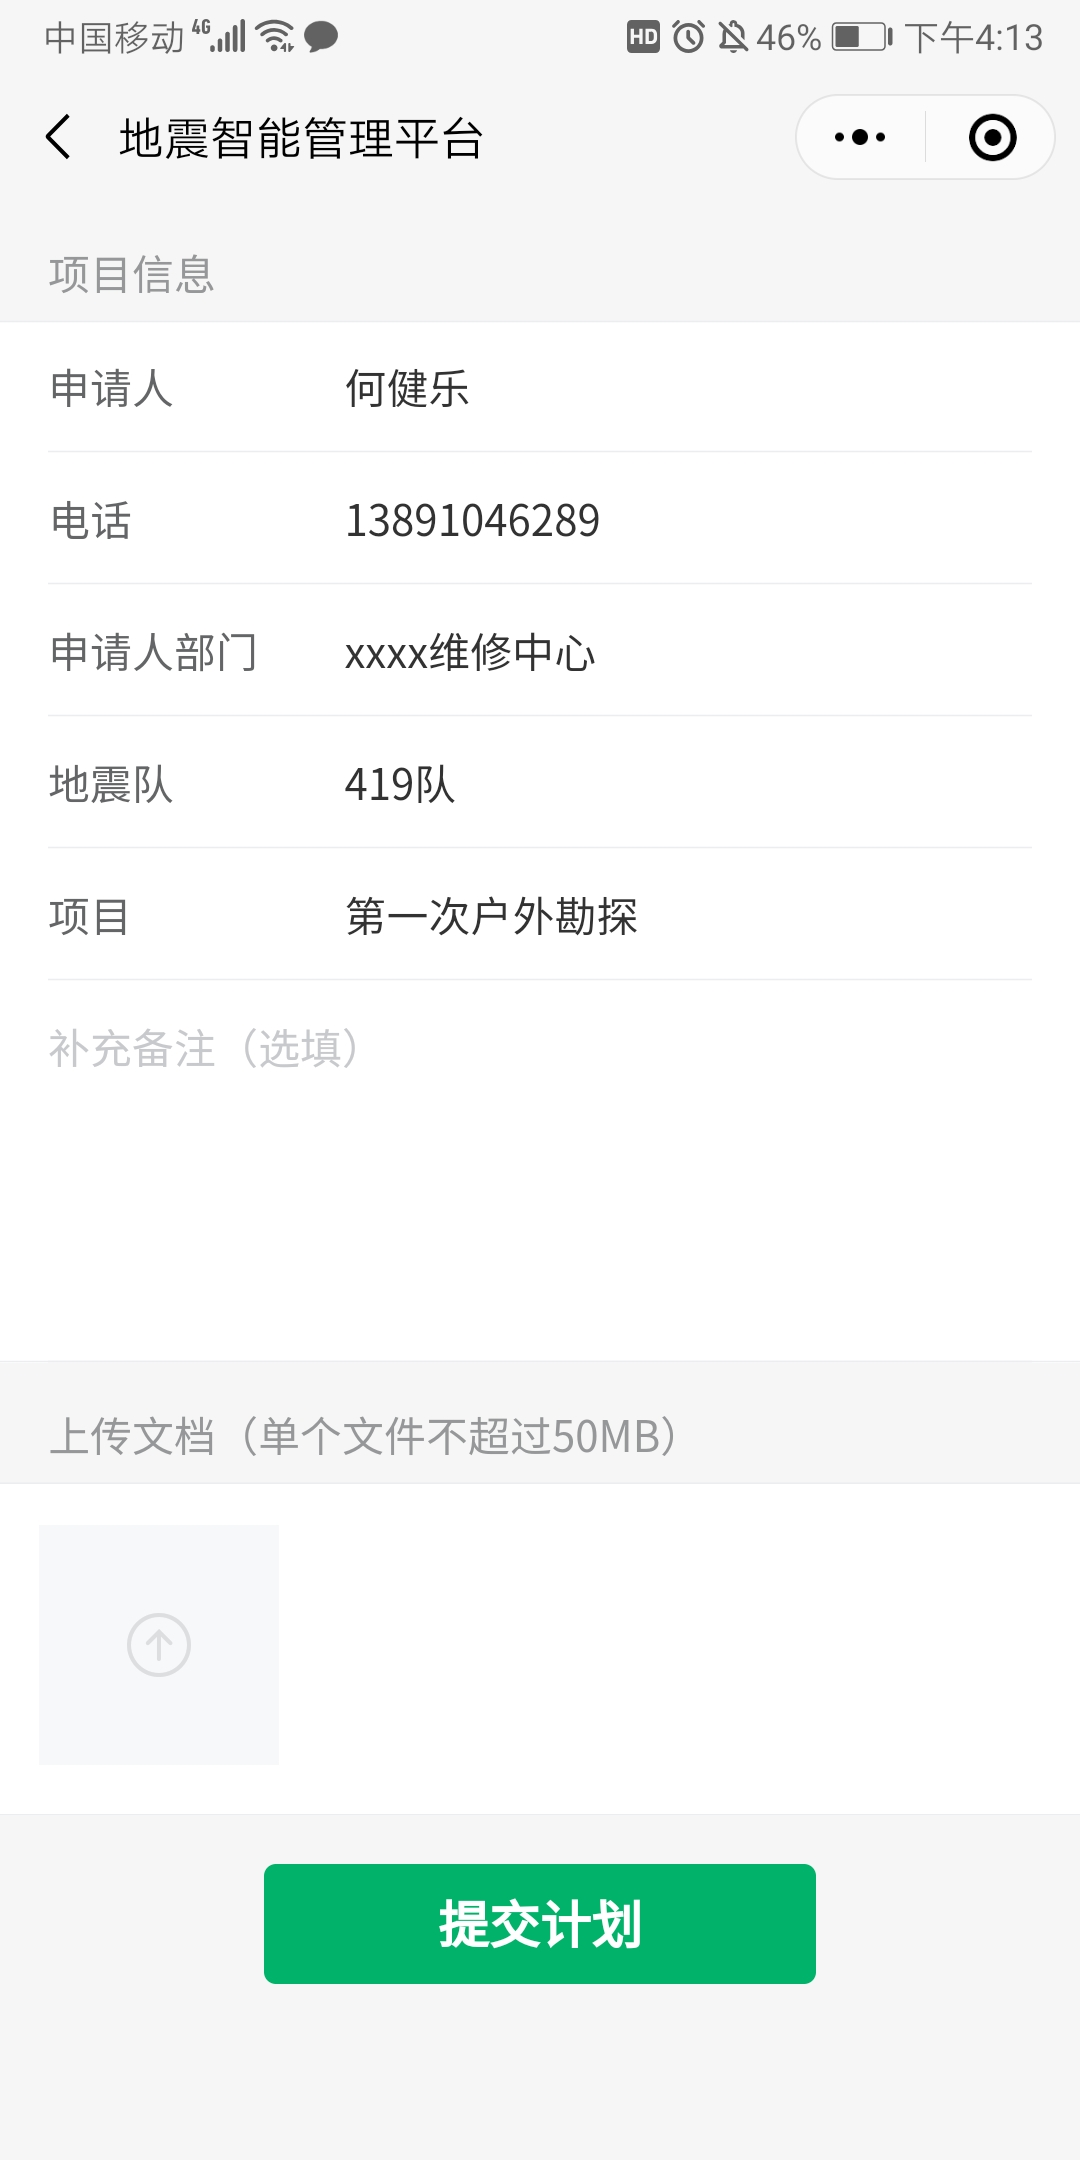 中国移动 4G HD 46% 下午4:13
地震智能管理平台
项目信息
申请人 何健乐
电话 13891046289
申请人部门 xxxx维修中心
地震队 419队
项目 第一次户外勘探
补充备注（选填）
上传文档（单个文件不超过50MB）
提交计划